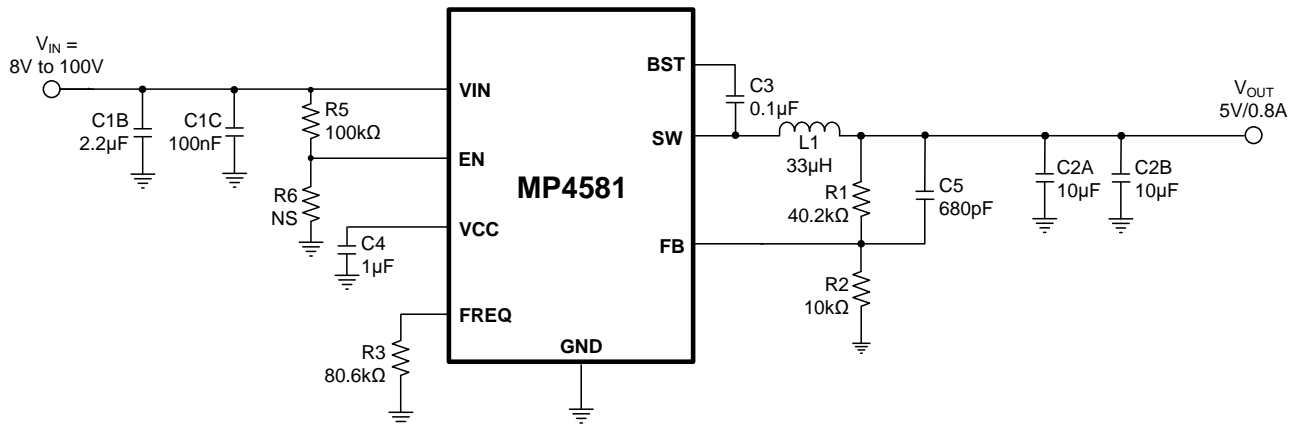 V_IN =
8V to 100V
C1B
2.2µF
C1C
100nF
R5
100kΩ
R6
NS
C4
1µF
R3
80.6kΩ
VIN
EN
VCC
FREQ
MP4581
GND
BST
SW
FB
C3
0.1µF
L1
33µH
R1
40.2kΩ
C5
680pF
R2
10kΩ
C2A
10µF
C2B
10µF
V_OUT
5V/0.8A